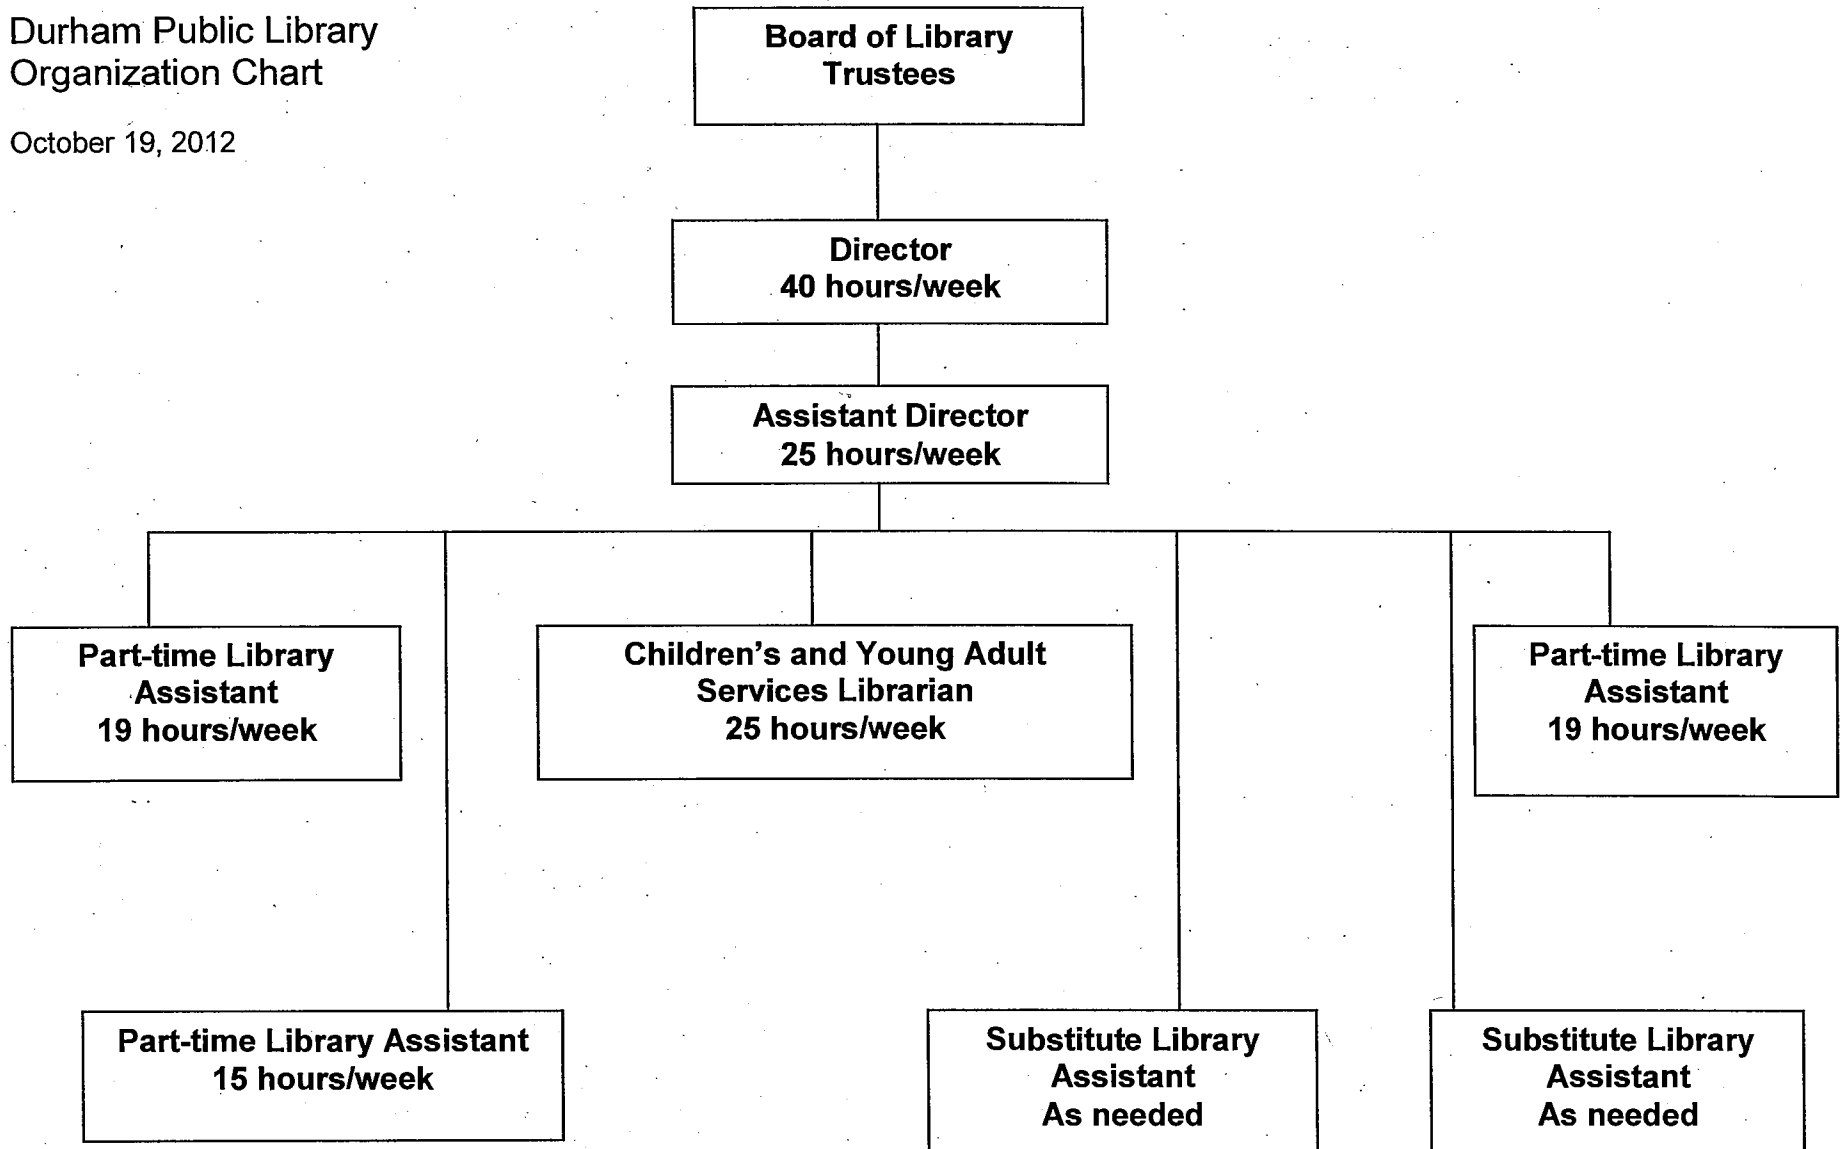 Durham Public Library
Organization Chart
October 19, 2012
Board of Library
Trustees
Director
40 hours/week
Assistant Director
25 hours/week
Part-time Library
Assistant
19 hours/week
Children's and Young Adult
Services Librarian
25 hours/week
Part-time Library
Assistant
19 hours/week
Part-time Library Assistant
15 hours/week
Substitute Library
Assistant
As needed
Substitute Library
Assistant
As needed